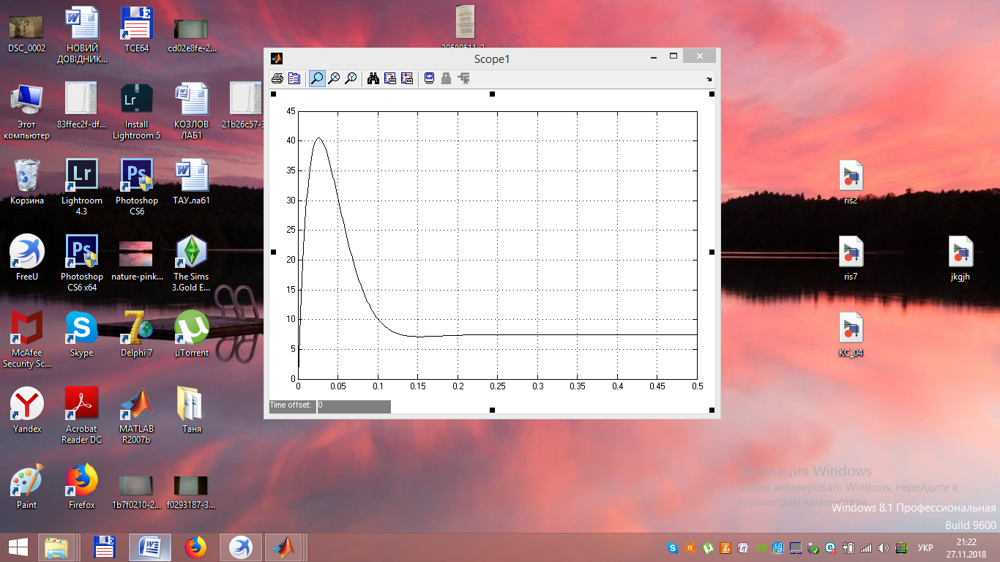 DSC_0002
НОВИЙ
ДОВІДНИК...
TCE64
cd02e8fe-2...
Этот
компьютер
83ffec2f-df...
Install
Lightroom 5
КОЗЛОВ
ЛАБ1
21b26c57-3
Корзина
Lightroom
4.3
Photoshop
CS6
ТАУ.лаб1
FreeU
Photoshop
CS6 x64
nature-pink...
The Sims
3.Gold E...
McAfee
Security Sc...
Skype
Delphi 7
µTorrent
Yandex
Acrobat
Reader DC
MATLAB
R2007b
Таня
Paint
Firefox
1b7f0210-2...
f0293187-3...
Scope1
45
40
35
30
25
20
15
10
5
0
0
0.05
0.1
0.15
0.2
0.25
0.3
0.35
0.4
0.45
0.5
Time offset: 0
ris2
ris7
jkgjh
КС_04
Активация Windows
Чтобы активировать Windows, перейдите к
параметрам компьютера.
Windows 8.1 Профессиональная
Build 9600
УКР
21:22
27.11.2018